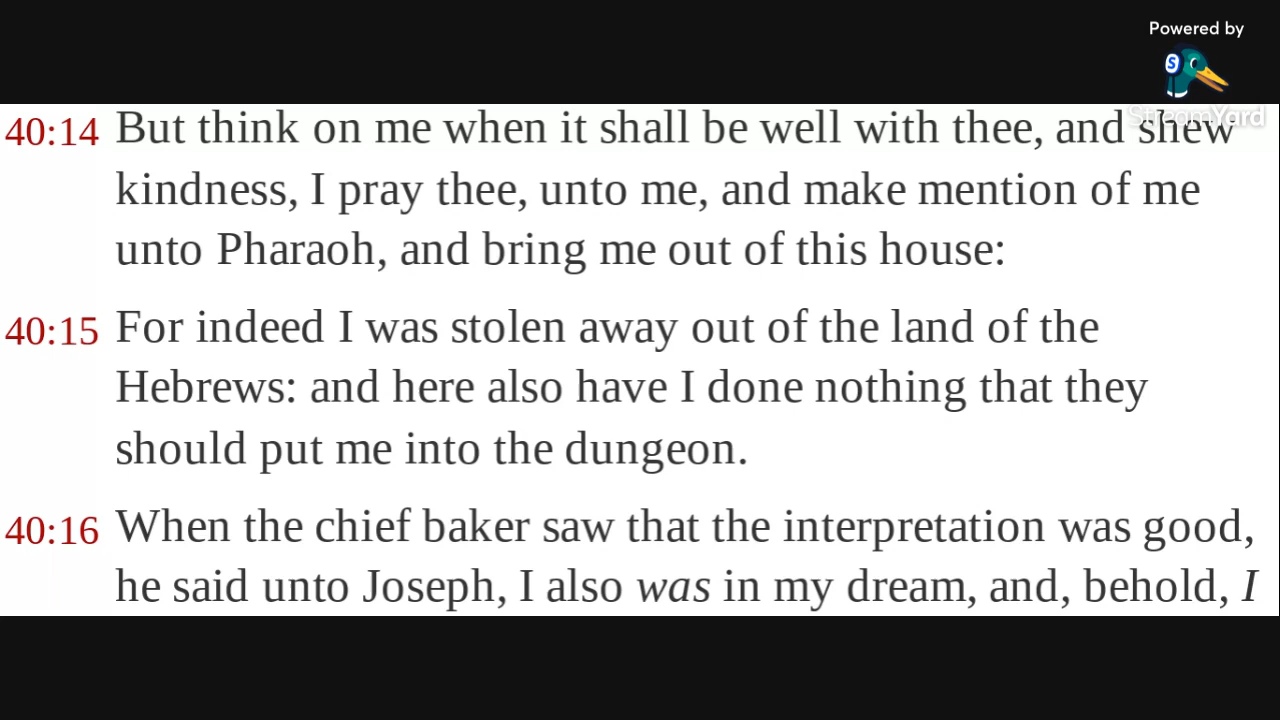 Powered by
StreamYard
40:14 But think on me when it shall be well with thee, and shew
kindness, I pray thee, unto me, and make mention of me
unto Pharaoh, and bring me out of this house:
40:15 For indeed I was stolen away out of the land of the
Hebrews: and here also have I done nothing that they
should put me into the dungeon.
40:16 When the chief baker saw that the interpretation was good,
he said unto Joseph, I also was in my dream, and, behold, I